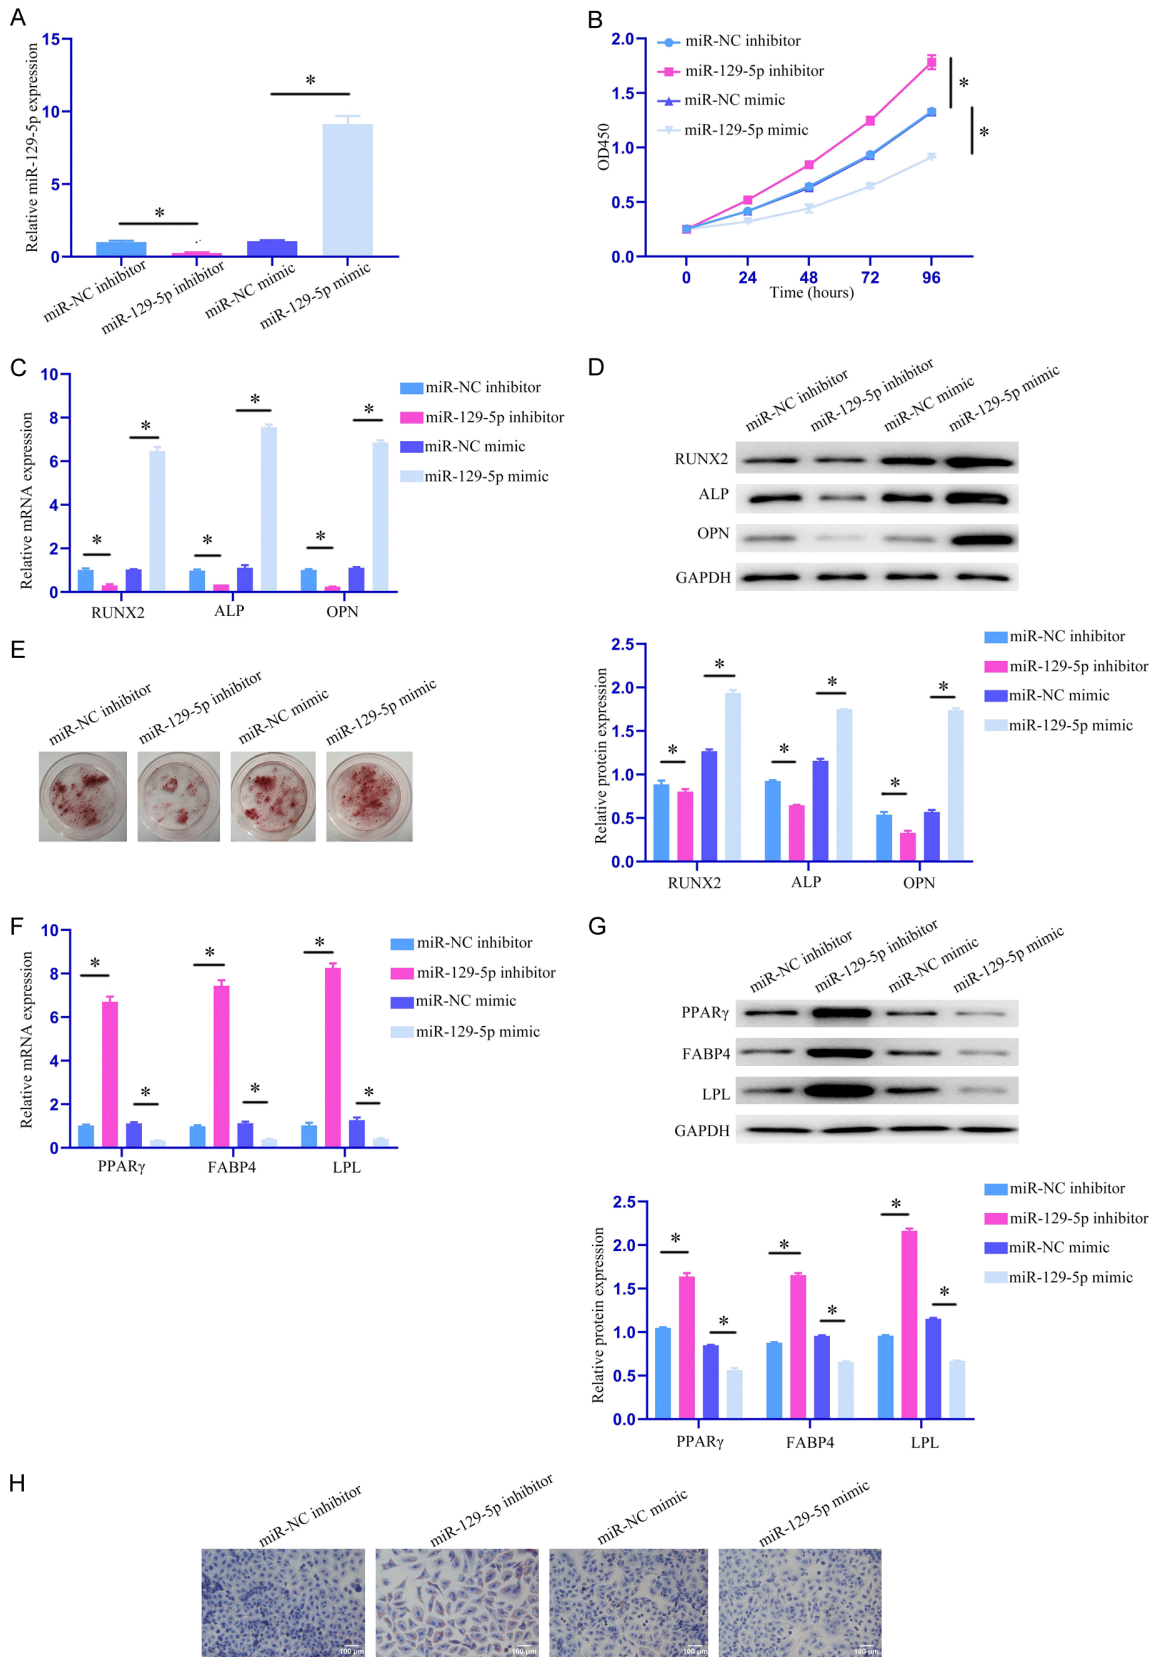 A
Relative miR-129-5p expression
15
10
5
0
*
*
miR-NC inhibitor
miR-129-5p inhibitor
miR-NC mimic
miR-129-5p mimic
B
OD450
2.0
1.5
1.0
0.5
0.0
miR-NC inhibitor
miR-129-5p inhibitor
miR-NC mimic
miR-129-5p mimic
*
*
0 24 48 72 96
Time (hours)
C
Relative mRNA expression
10
8
6
4
2
0
* * * * * *
RUNX2 ALP OPN
miR-NC inhibitor
miR-129-5p inhibitor
miR-NC mimic
miR-129-5p mimic
D
miR-NC inhibitor
miR-129-5p inhibitor
miR-NC mimic
miR-129-5p mimic
RUNX2
ALP
OPN
GAPDH
Relative protein expression
2.5
2.0
1.5
1.0
0.5
0.0
* * * * * *
RUNX2 ALP OPN
miR-NC inhibitor
miR-129-5p inhibitor
miR-NC mimic
miR-129-5p mimic
E
miR-NC inhibitor
miR-129-5p inhibitor
miR-NC mimic
miR-129-5p mimic
F
Relative mRNA expression
10
8
6
4
2
0
* * * * * *
PPARγ FABP4 LPL
miR-NC inhibitor
miR-129-5p inhibitor
miR-NC mimic
miR-129-5p mimic
G
miR-NC inhibitor
miR-129-5p inhibitor
miR-NC mimic
miR-129-5p mimic
PPARγ
FABP4
LPL
GAPDH
Relative protein expression
2.5
2.0
1.5
1.0
0.5
0.0
* * * * * *
PPARγ FABP4 LPL
miR-NC inhibitor
miR-129-5p inhibitor
miR-NC mimic
miR-129-5p mimic
H
miR-NC inhibitor
miR-129-5p inhibitor
miR-NC mimic
miR-129-5p mimic
100 μm
100 μm
100 μm
100 μm